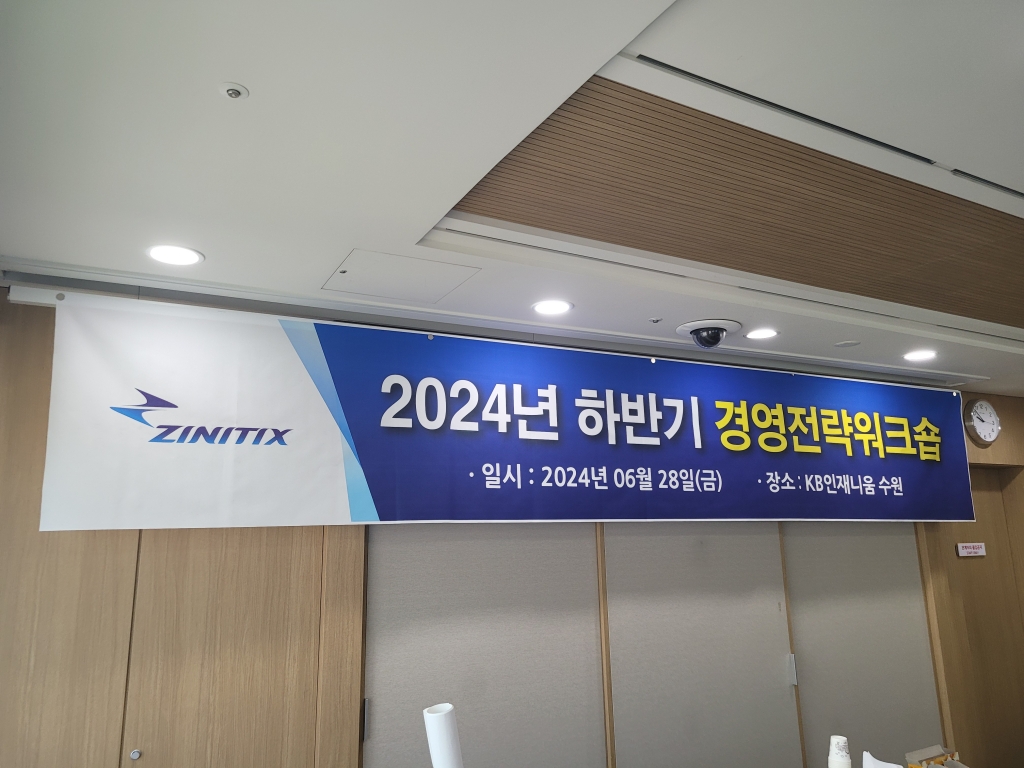 ZINITIX
2024년 하반기 경영전략워크숍
· 일시 : 2024년 06월 28일(금) · 장소 : KB인재니움 수원